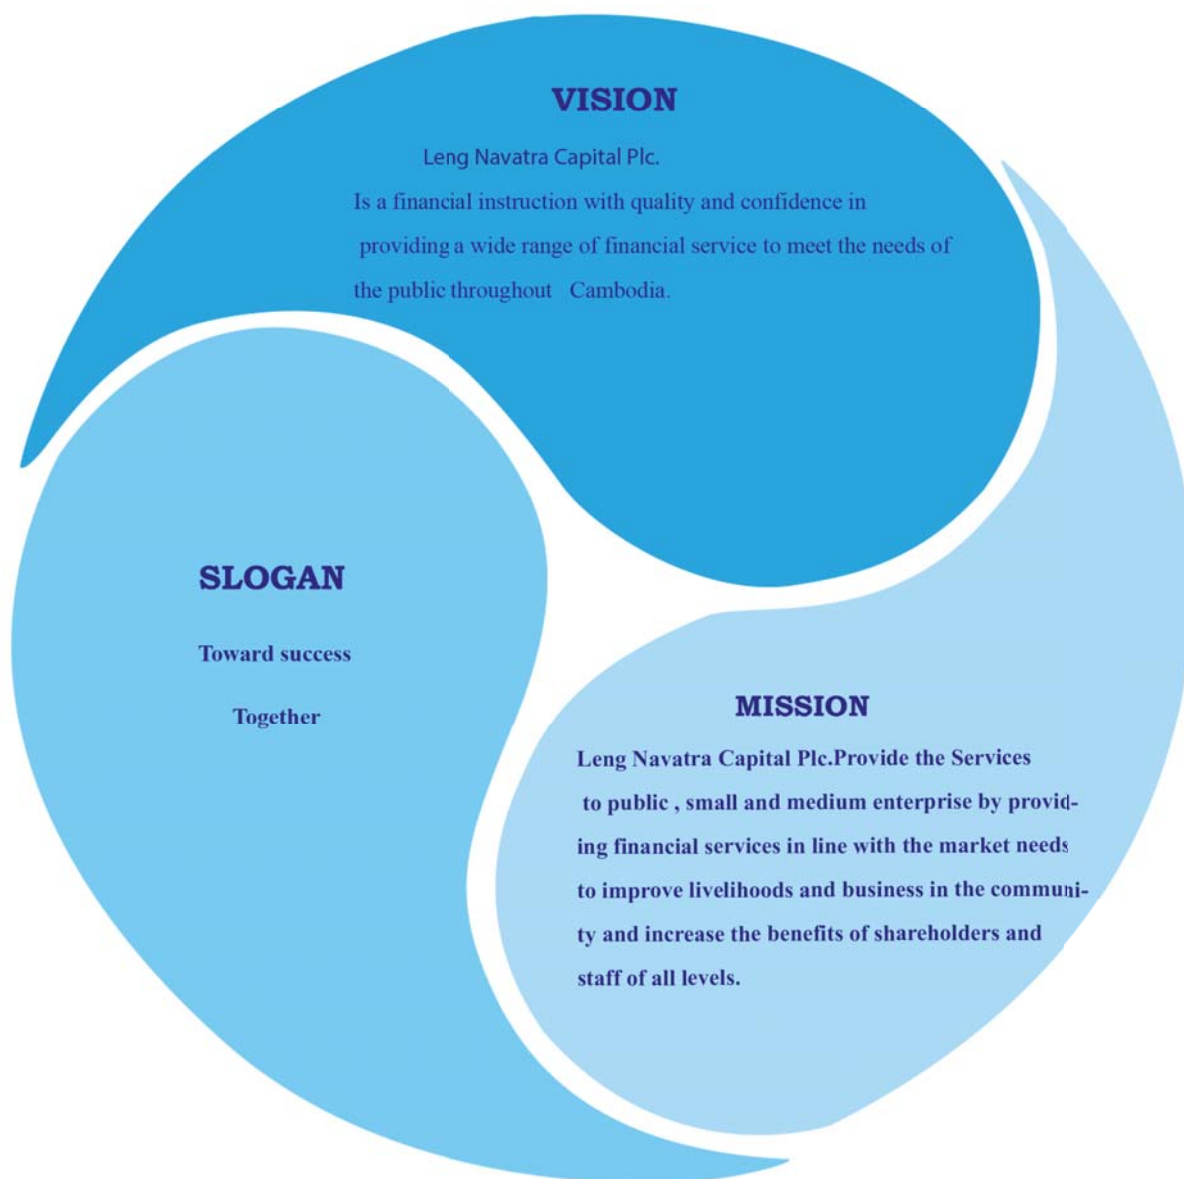 VISION
Leng Navatra Capital Plc.
Is a financial instruction with quality and confidence in
providing a wide range of financial service to meet the needs of
the public throughout Cambodia.
SLOGAN
Toward success
Together
MISSION
Leng Navatra Capital Plc.Provide the Services
to public , small and medium enterprise by provid-
ing financial services in line with the market needs
to improve livelihoods and business in the communi-
ty and increase the benefits of shareholders and
staff of all levels.